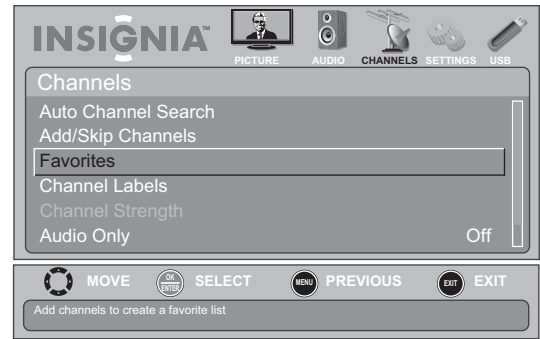 INSIGNIA™
PICTURE AUDIO CHANNELS SETTINGS USB
Channels
Auto Channel Search
Add/Skip Channels
Favorites
Channel Labels
Channel Strength
Audio Only Off
MOVE OK ENTER SELECT MENU PREVIOUS EXIT EXIT
Add channels to create a favorite list